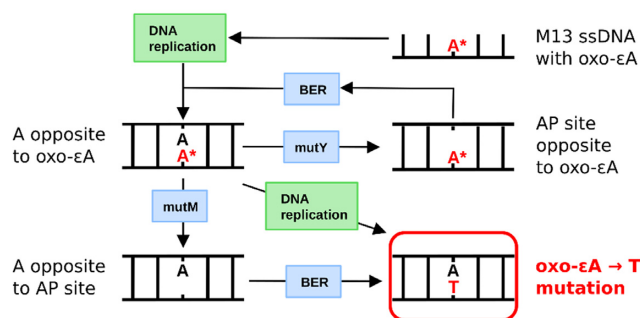 DNA
replication
A*
M13 ssDNA
with oxo-εA
BER
A opposite
to oxo-εA
A
A*
mutY
A*
AP site
opposite
to oxo-εA
mutM
DNA
replication
A opposite
to AP site
A
BER
A
T
oxo-εA → T
mutation